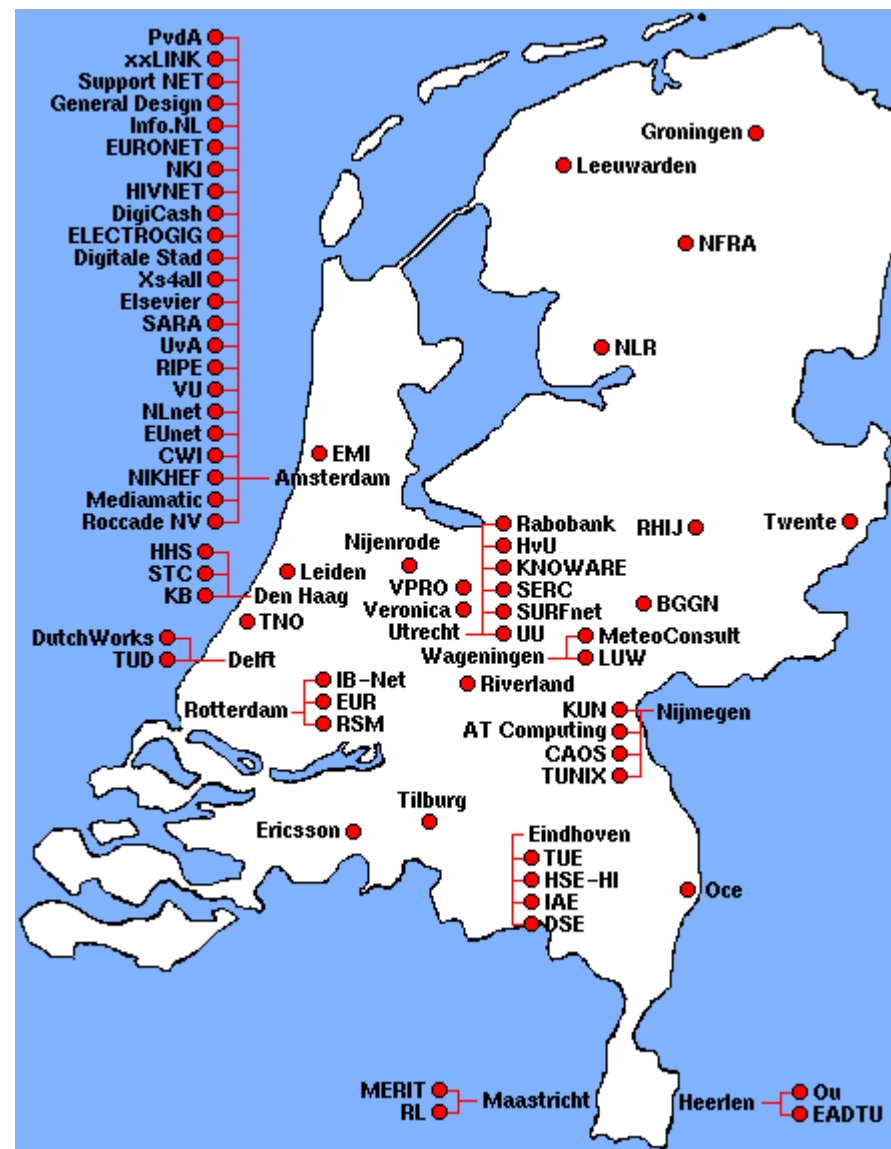 PvdA
xxLINK
Support NET
General Design
Info.NL
EURONET
NKI
HIVNET
DigiCash
ELECTROGIG
Digitale Stad
Xs4all
Elsevier
SARA
UvA
RIPE
VU
NLnet
EUnet
CWI
NIKHEF
Amsterdam
Mediamatic
Roccade NV
Groningen
Leeuwarden
NFRA
NLR
EMI
HHS
STC
KB
Den Haag
Leiden
TNO
Nijenrode
VPRO
Veronica
Utrecht
Rabobank
HvU
KNOWARE
SERC
SURFnet
UU
RHIJ
Twente
BGGN
Wageningen
MeteoConsult
LUW
DutchWorks
TUD
Delft
Rotterdam
IB-Net
EUR
RSM
Riverland
KUN
Nijmegen
AT Computing
CAOS
TUNIX
Tilburg
Ericsson
Eindhoven
TUE
HSE-HI
IAE
DSE
Oce
MERIT
RL
Maastricht
Heerlen
Ou
EADTU